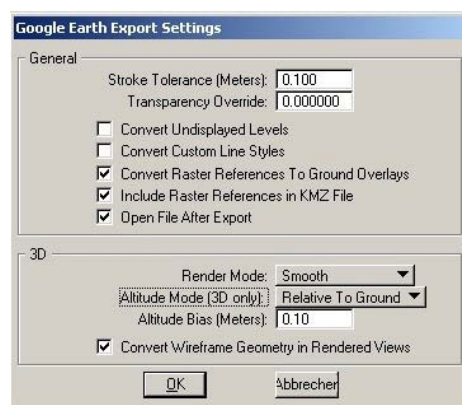 Google Earth Export Settings
General
Stroke Tolerance (Meters): 0.100
Transparency Override: 0.000000
Convert Undisplayed Levels
Convert Custom Line Styles
Convert Raster References To Ground Overlays
Include Raster References in KMZ File
Open File After Export
3D
Render Mode: Smooth
Altitude Mode (3D only): Relative To Ground
Altitude Bias (Meters): 0.10
Convert Wireframe Geometry in Rendered Views
OK Abbrechen